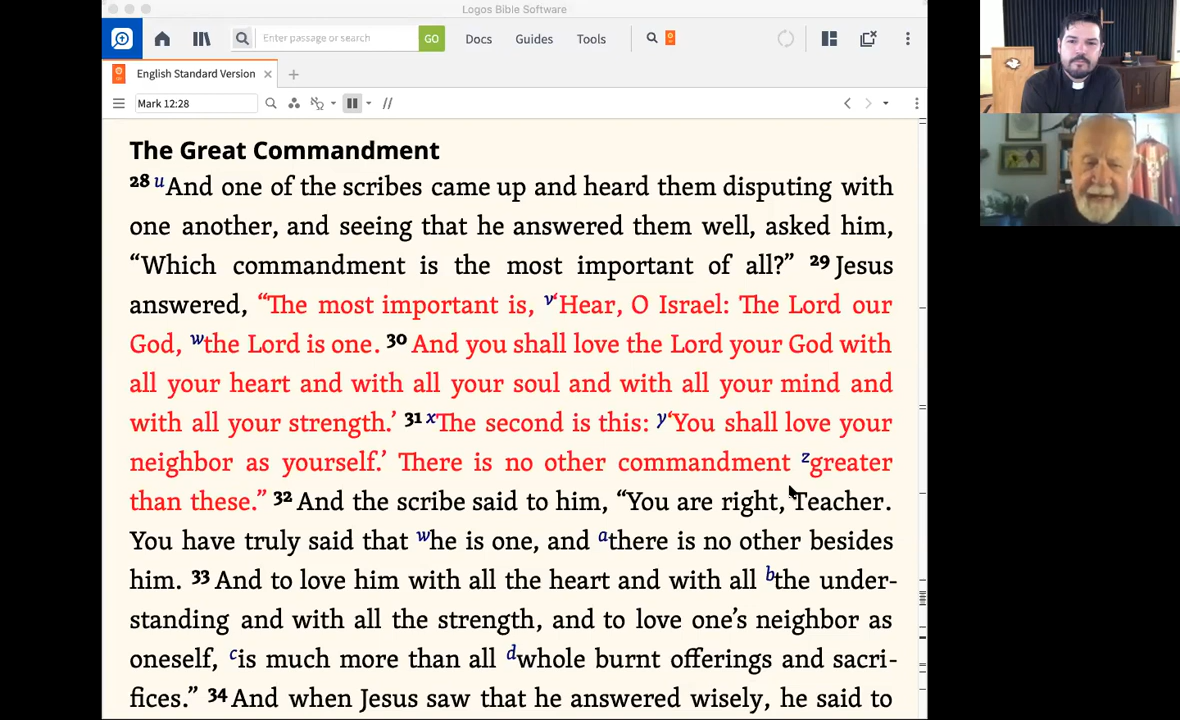 Logos Bible Software
Enter passage or search
GO
Docs
Guides
Tools
English Standard Version
Mark 12:28
The Great Commandment
28 uAnd one of the scribes came up and heard them disputing with
one another, and seeing that he answered them well, asked him,
“Which commandment is the most important of all?” 29 Jesus
answered, “The most important is, v‘Hear, O Israel: The Lord our
God, wthe Lord is one. 30 And you shall love the Lord your God with
all your heart and with all your soul and with all your mind and
with all your strength.’ 31 xThe second is this: y‘You shall love your
neighbor as yourself.’ There is no other commandment zgreater
than these.” 32 And the scribe said to him, “You are right, Teacher.
You have truly said that whe is one, and athere is no other besides
him. 33 And to love him with all the heart and with all bthe under-
standing and with all the strength, and to love one’s neighbor as
oneself, cis much more than all dwhole burnt offerings and sacri-
fices.” 34 And when Jesus saw that he answered wisely, he said to